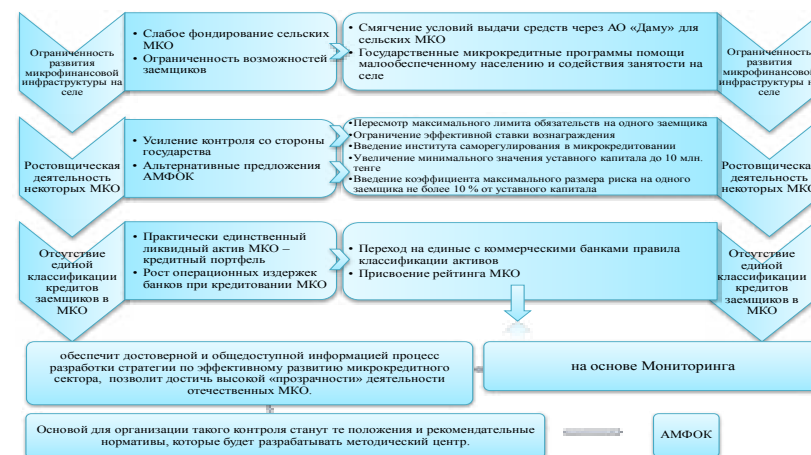 Ограниченность
развития
микрофинансовой
инфраструктуры на
селе
• Слабое фондирование сельских
МКО
• Ограниченность возможностей
заемщиков
• Смягчение условий выдачи средств через АО «Даму» для
сельских МКО
• Государственные микрокредитные программы помощи
малообеспеченному населению и содействия занятости на
селе
Ограниченность
развития
микрофинансовой
инфраструктуры н
селе
Ростовщическая
деятельность
некоторых МКО
• Усиление контроля со стороны
государства
• Альтернативные предложения
АМФОК
•Пересмотр максимального лимита обязательств на одного заемщика
•Ограничение эффективной ставки вознаграждения
•Введение института саморегулирования в микрокредитовании
•Увеличение минимального значения уставного капитала до 10 млн.
тенге
•Введение коэффициента максимального размера риска на одного
заемщика не более 10 % от уставного капитала
Ростовщическа
деятельность
некоторых МКО
Отсутствие
единой
классификации
кредитов
заемщиков в
МКО
• Практически единственный
ликвидный актив МКО –
кредитный портфель
• Рост операционных издержек
банков при кредитовании МКО
• Переход на единые с коммерческими банками правила
классификации активов
• Присвоение рейтинга МКО
Отсутствие
единой
классификации
кредитов
заемщиков в
МКО
обеспечит достоверной и общедоступной информацией процесс
разработки стратегии по эффективному развитию микрокредитного
сектора, позволит достичь высокой «прозрачности» деятельности
отечественных МКО.
на основе Мониторинга
Основой для организации такого контроля станут те положения и рекомендательные
нормативы, которые будет разрабатывать методический центр.
АМФОК